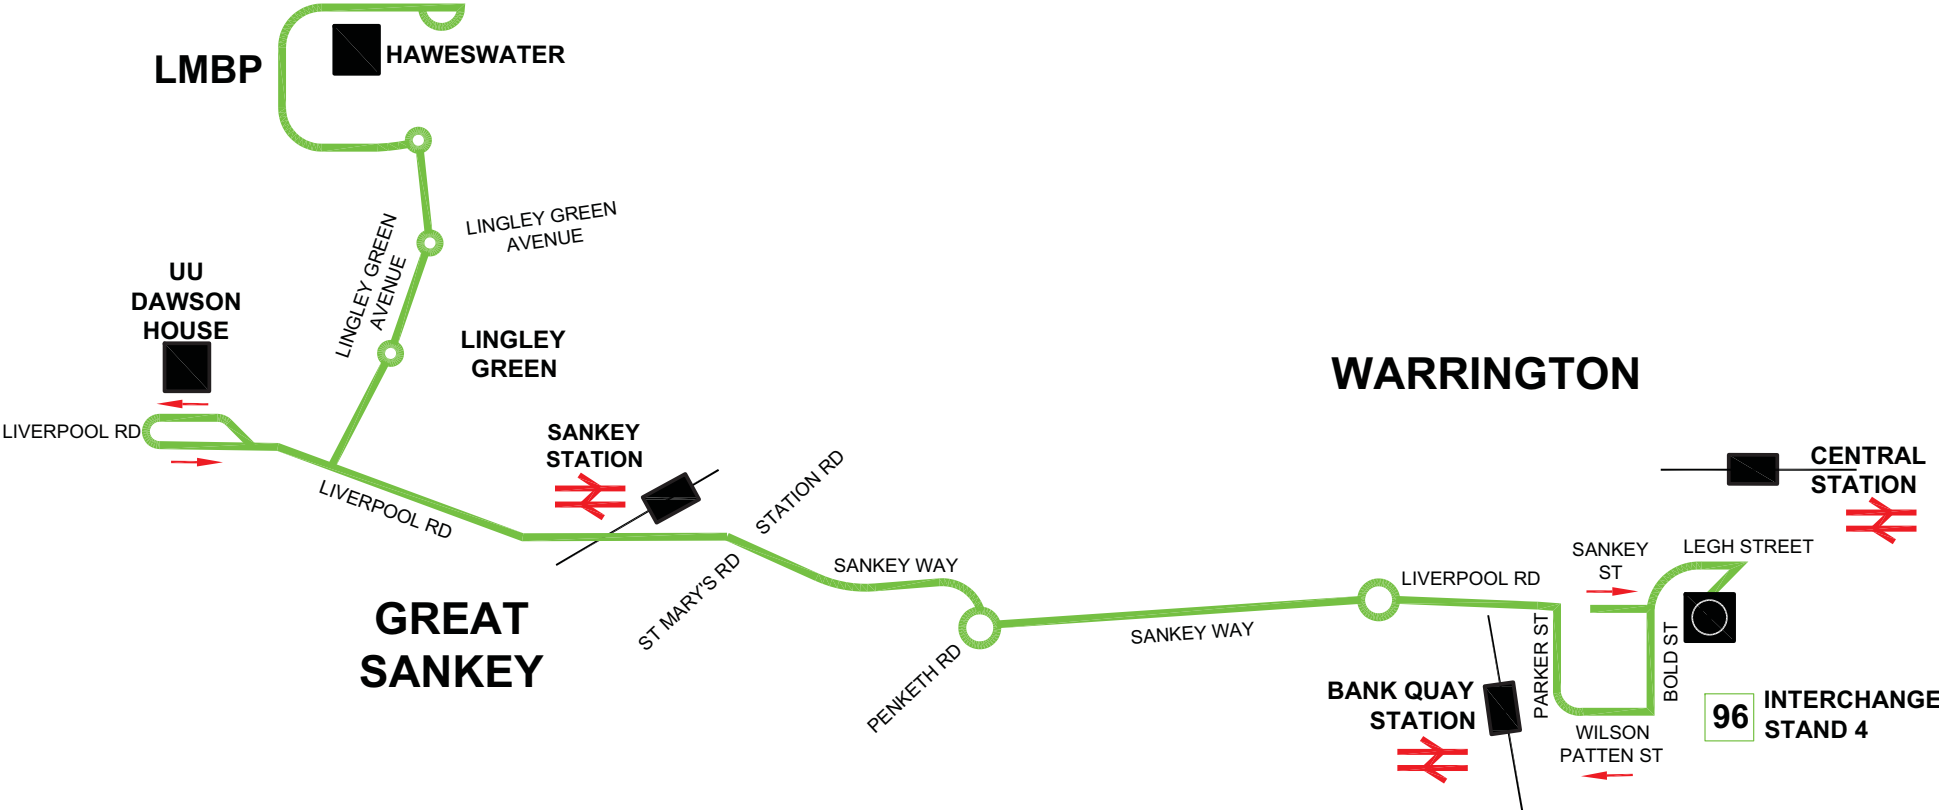 LMBP
HAWESWATER
LINGLEY GREEN
AVENUE
LINGLEY GREEN
AVENUE
UU
DAWSON
HOUSE
LINGLEY
GREEN
WARRINGTON
LIVERPOOL RD
SANKEY
STATION
STATION RD
CENTRAL
STATION
LIVERPOOL RD
SANKEY
ST
LEGH STREET
SANKEY WAY
LIVERPOOL RD
ST MARY'S RD
GREAT
SANKEY
SANKEY WAY
PENKETH RD
PARKER ST
BOLD ST
BANK QUAY
STATION
96
INTERCHANGE
STAND 4
WILSON
PATTEN ST